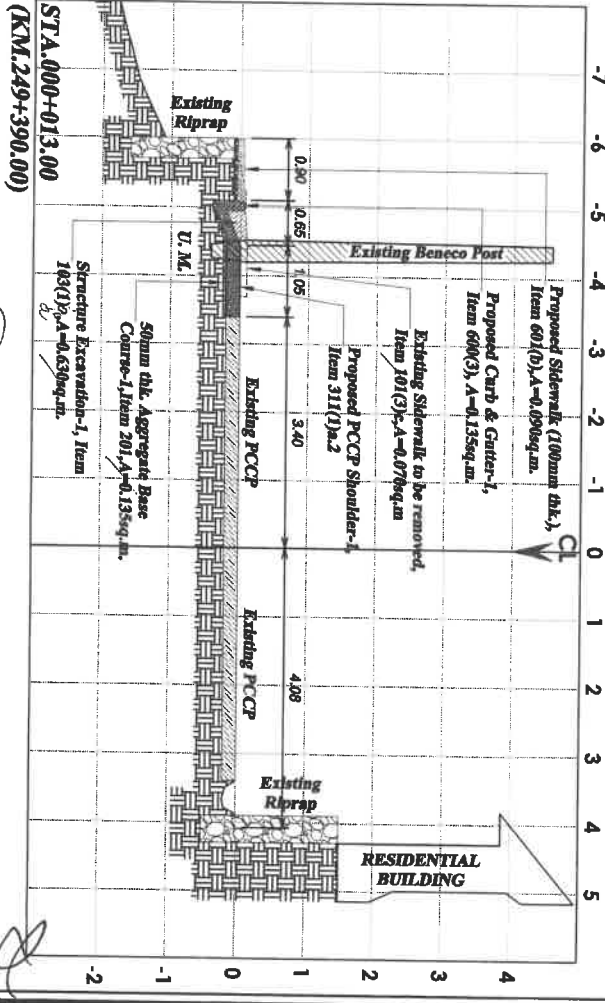 -7 -6 -5 -4 -3 -2 -1 0 1 2 3 4 5
4
3
2
1
0
-1
-2
CL
Proposed Sidewalk (100mm thk.),
Item 601(b),A=0.090sq.m.
Proposed Curb & Gutter-1,
Item 600(3), A=0.135sq.m.
Existing Sidewalk to be removed,
Item 101(3)c,A=0.070sq.m
Proposed PCCP Shoulder-1,
Item 311(1)a.2
Existing Beneco Post
Existing
Riprap
0.90
0.65
1.05
3.40
4.08
Existing PCCP
Existing PCCP
Existing
Riprap
RESIDENTIAL
BUILDING
U. M.
50mm thk. Aggregate Base
Course-1,Item 201,A=0.135sq.m.
Structure Excavation-1, Item
A=0.630sq.m.
STA.000+013.00
(KM.249+390.00)